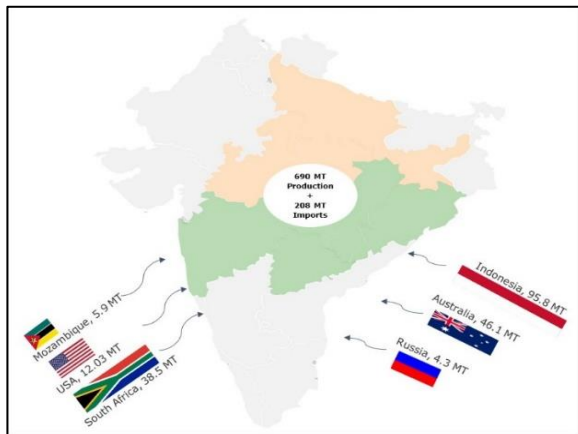 690 MT
Production
+
208 MT
Imports
Mozambique, 5.9 MT
USA, 12.03 MT
South Africa, 38.5 MT
Indonesia, 95.8 MT
Australia, 46.1 MT
Russia, 4.3 MT